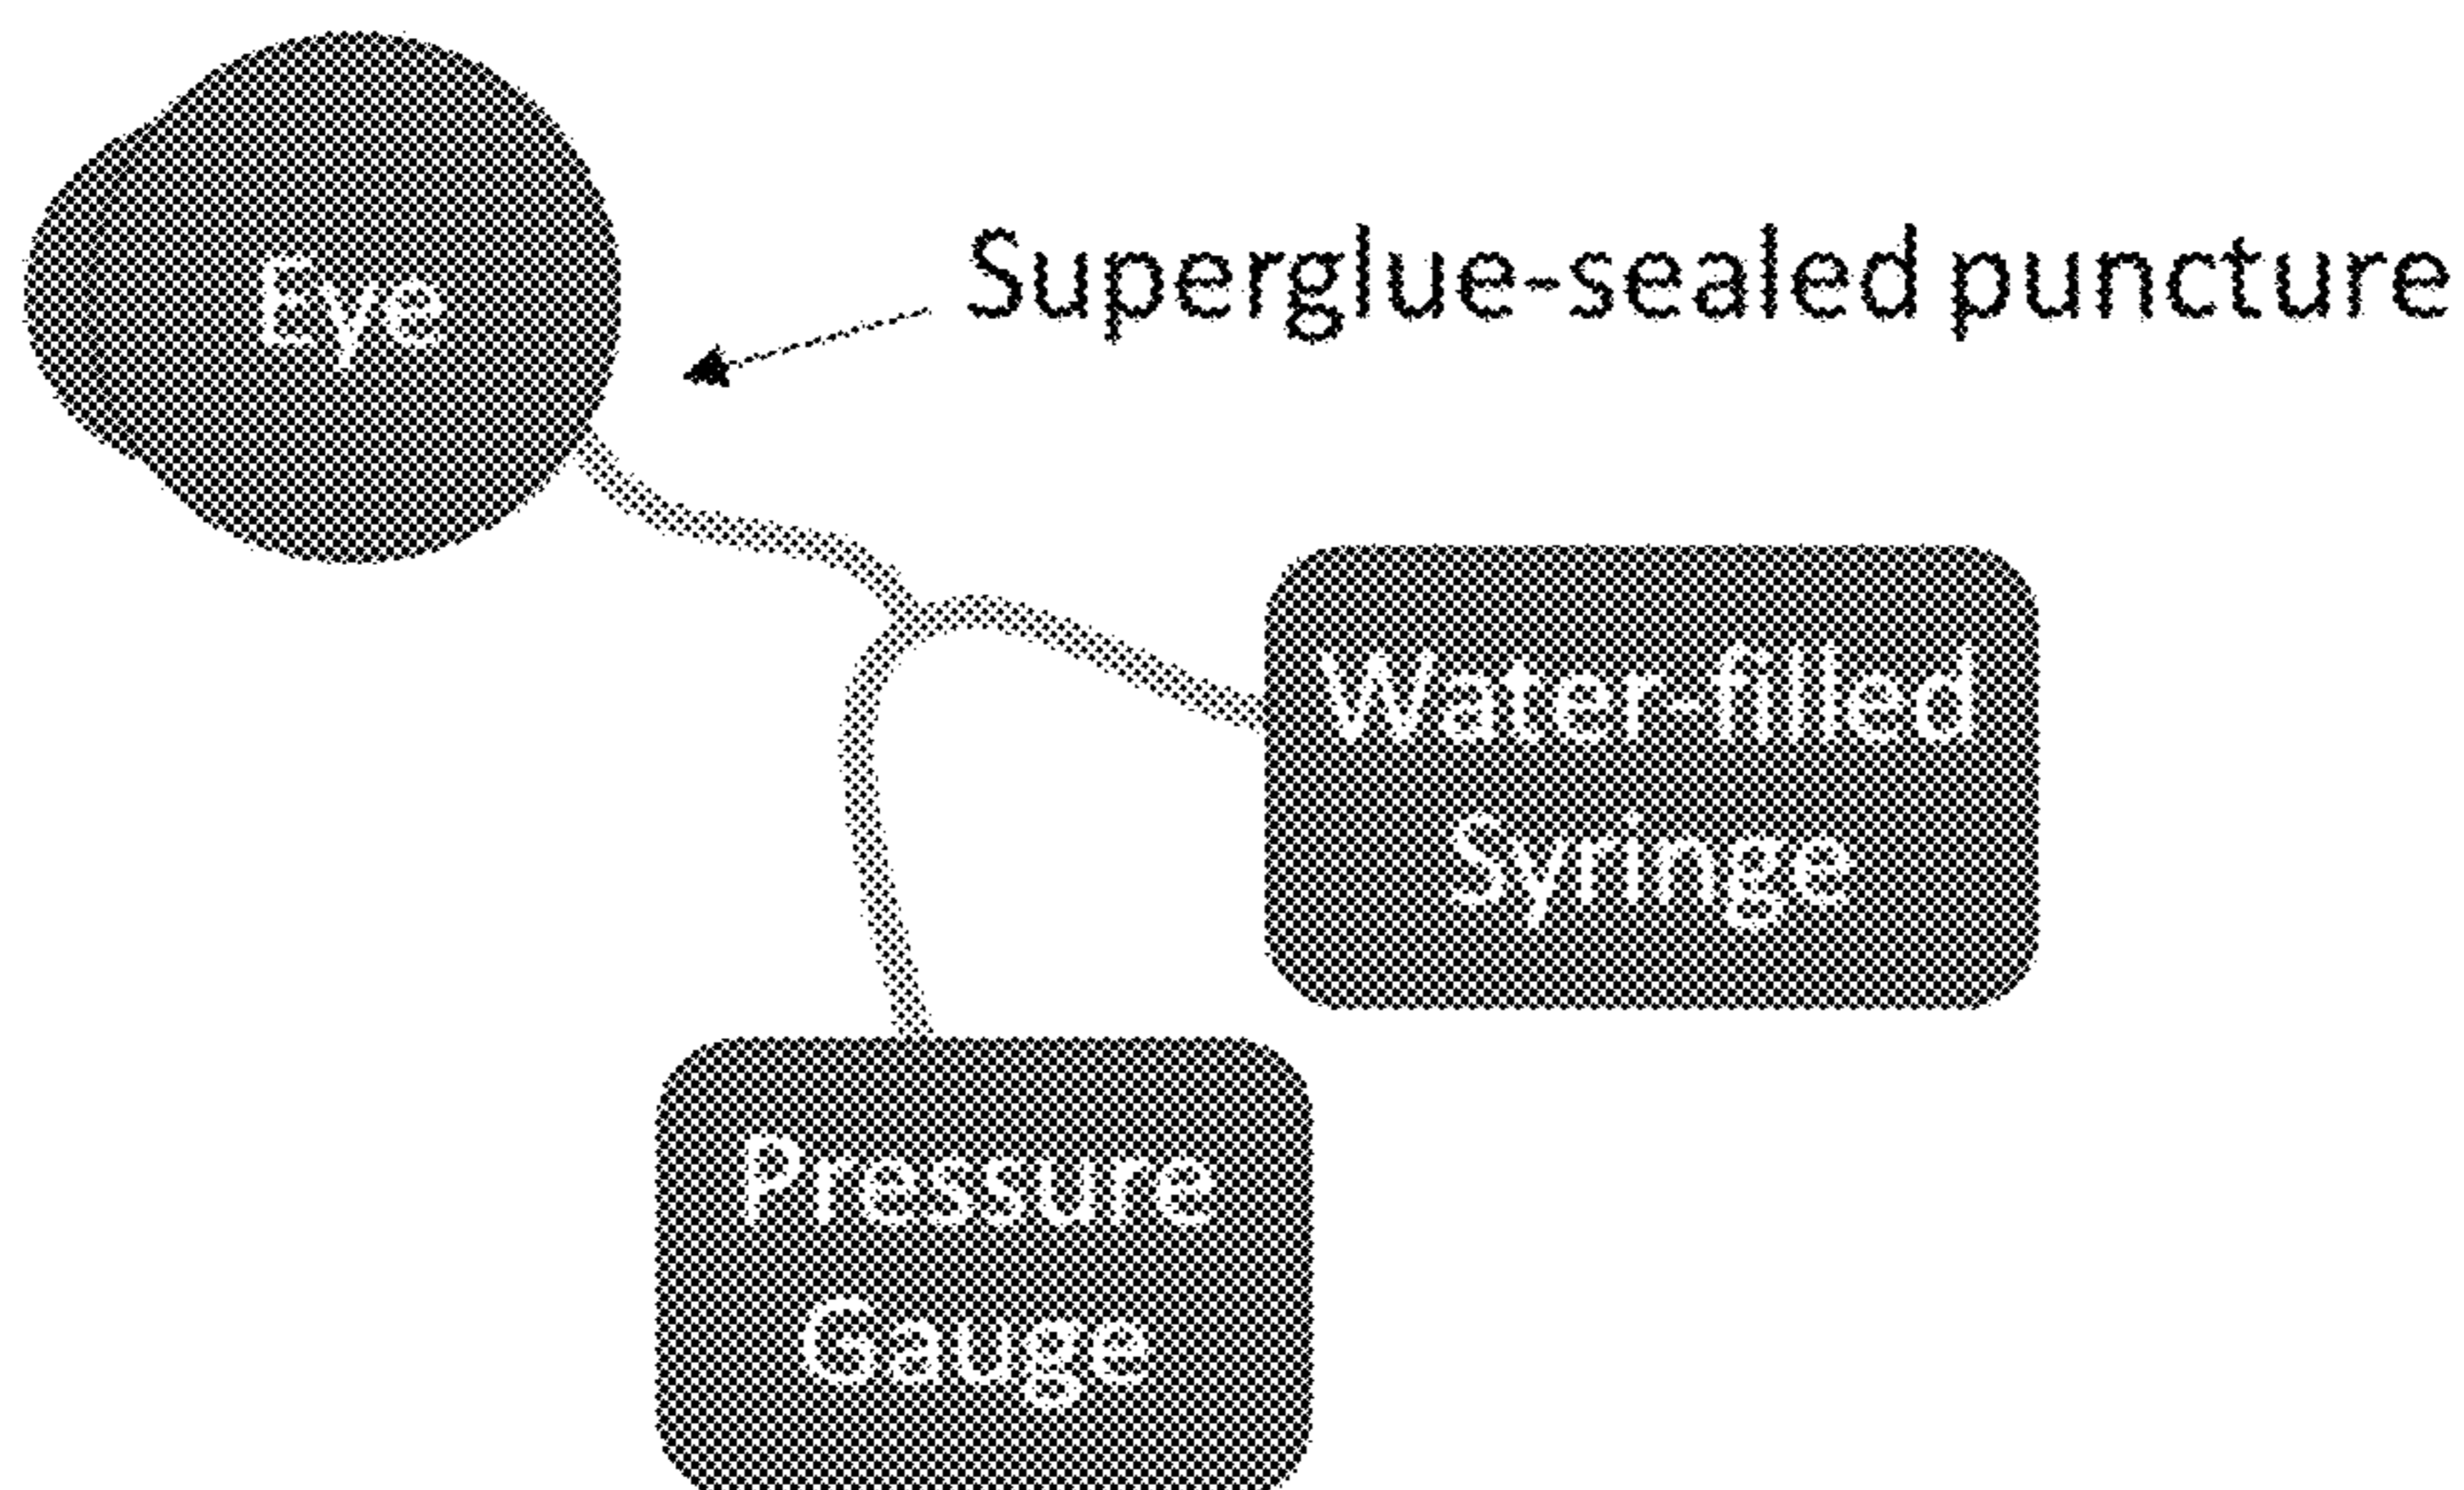 Eye
Superglue-sealed puncture
Water-filled
Syringe
Pressure
Gauge